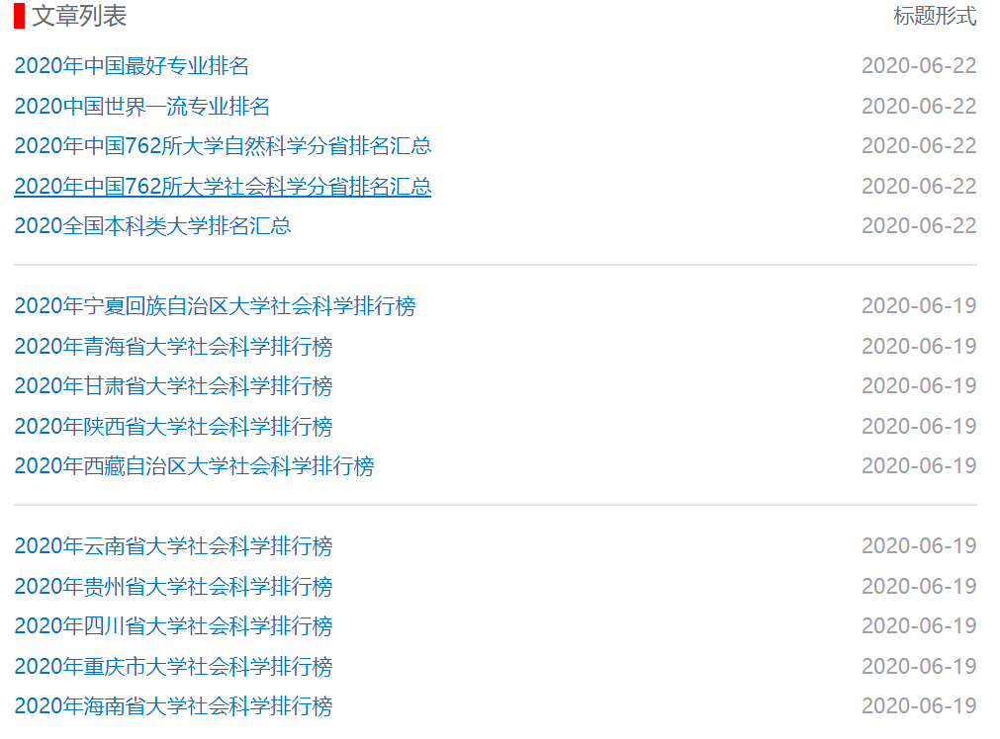 文章列表 标题形式
2020年中国最好专业排名 2020-06-22
2020中国世界一流专业排名 2020-06-22
2020年中国762所大学自然科学分省排名汇总 2020-06-22
2020年中国762所大学社会科学分省排名汇总 2020-06-22
2020全国本科类大学排名汇总 2020-06-22
2020年宁夏回族自治区大学社会科学排行榜 2020-06-19
2020年青海省大学社会科学排行榜 2020-06-19
2020年甘肃省大学社会科学排行榜 2020-06-19
2020年陕西省大学社会科学排行榜 2020-06-19
2020年西藏自治区大学社会科学排行榜 2020-06-19
2020年云南省大学社会科学排行榜 2020-06-19
2020年贵州省大学社会科学排行榜 2020-06-19
2020年四川省大学社会科学排行榜 2020-06-19
2020年重庆市大学社会科学排行榜 2020-06-19
2020年海南省大学社会科学排行榜 2020-06-19